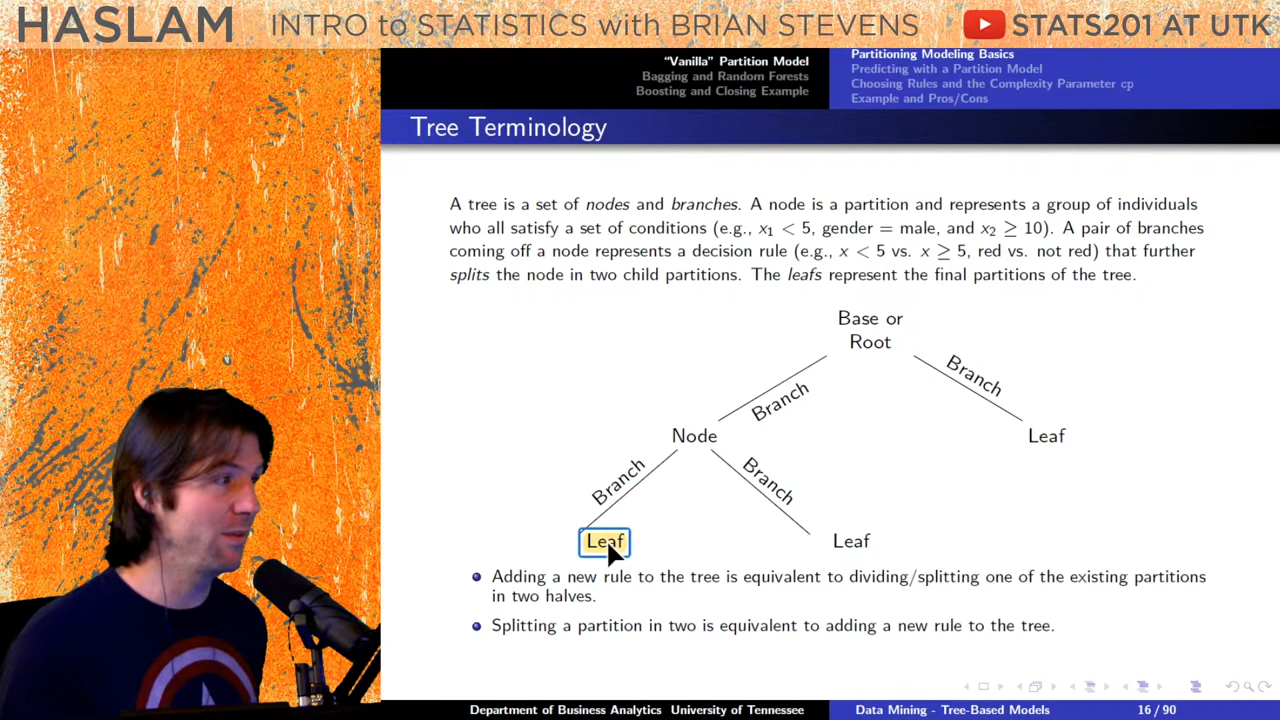 HASLAM INTRO to STATISTICS with BRIAN STEVENS STATS201 AT UTK
"Vanilla" Partition Model
Bagging and Random Forests
Boosting and Closing Example
Partitioning Modeling Basics
Predicting with a Partition Model
Choosing Rules and the Complexity Parameter cp
Example and Pros/Cons
Tree Terminology
A tree is a set of nodes and branches. A node is a partition and represents a group of individuals
who all satisfy a set of conditions (e.g., x₁ < 5, gender = male, and x₂ ≥ 10). A pair of branches
coming off a node represents a decision rule (e.g., x < 5 vs. x ≥ 5, red vs. not red) that further
splits the node in two child partitions. The leafs represent the final partitions of the tree.
Base or
Root
Branch
Branch
Node
Leaf
Branch
Branch
Leaf
Leaf
Adding a new rule to the tree is equivalent to dividing/splitting one of the existing partitions
in two halves.
Splitting a partition in two is equivalent to adding a new rule to the tree.
Department of Business Analytics University of Tennessee
Data Mining - Tree-Based Models
16 / 90